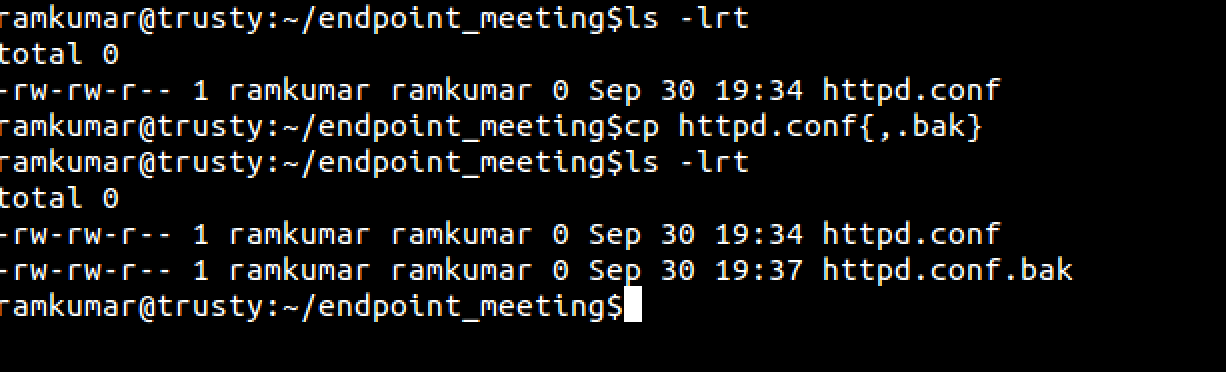 ramkumar@trusty:~/endpoint_meeting$ls -lrt
total 0
-rw-rw-r-- 1 ramkumar ramkumar 0 Sep 30 19:34 httpd.conf
ramkumar@trusty:~/endpoint_meeting$cp httpd.conf{,.bak}
ramkumar@trusty:~/endpoint_meeting$ls -lrt
total 0
-rw-rw-r-- 1 ramkumar ramkumar 0 Sep 30 19:34 httpd.conf
-rw-rw-r-- 1 ramkumar ramkumar 0 Sep 30 19:37 httpd.conf.bak
ramkumar@trusty:~/endpoint_meeting$